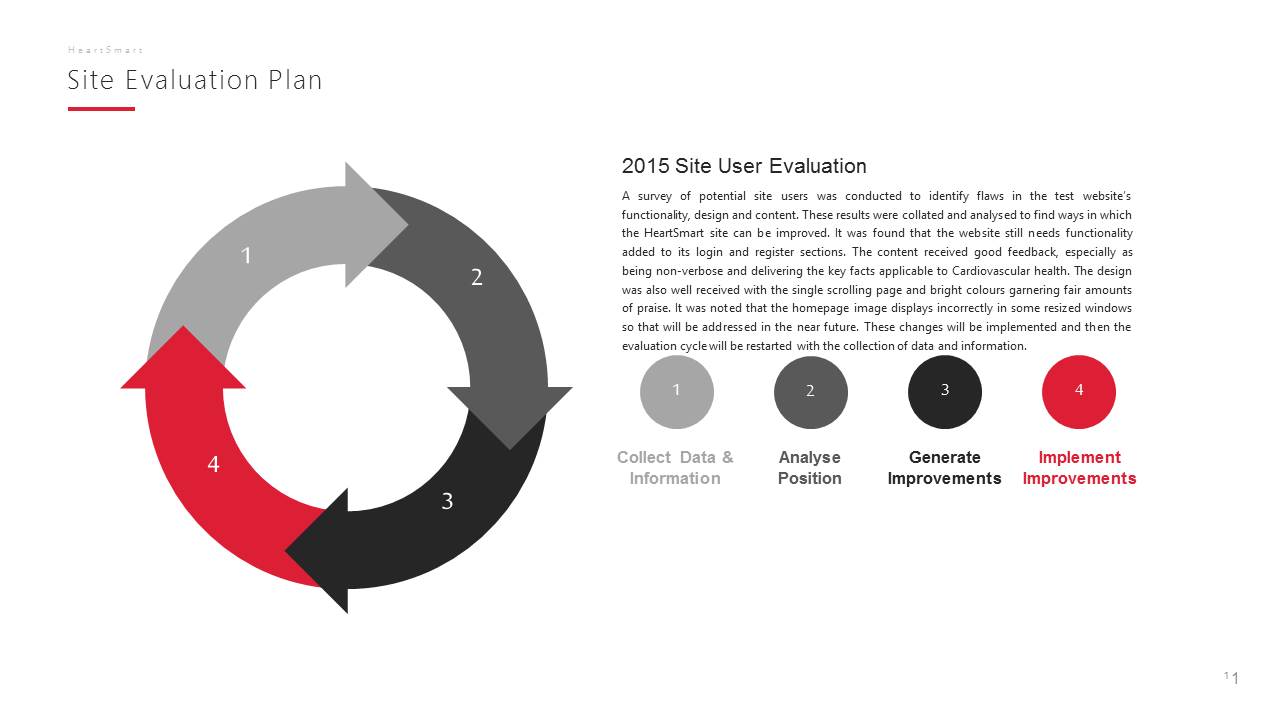 HeartSmart
Site Evaluation Plan
1
2
3
4
2015 Site User Evaluation
A survey of potential site users was conducted to identify flaws in the test website's
functionality, design and content. These results were collated and analysed to find ways in which
the HeartSmart site can be improved. It was found that the website still needs functionality
added to its login and register sections. The content received good feedback, especially as
being non-verbose and delivering the key facts applicable to Cardiovascular health. The design
was also well received with the single scrolling page and bright colours garnering fair amounts
of praise. It was noted that the homepage image displays incorrectly in some resized windows
so that will be addressed in the near future. These changes will be implemented and then the
evaluation cycle will be restarted with the collection of data and information.
1
2
3
4
Collect Data &
Information
Analyse
Position
Generate
Improvements
Implement
Improvements
11